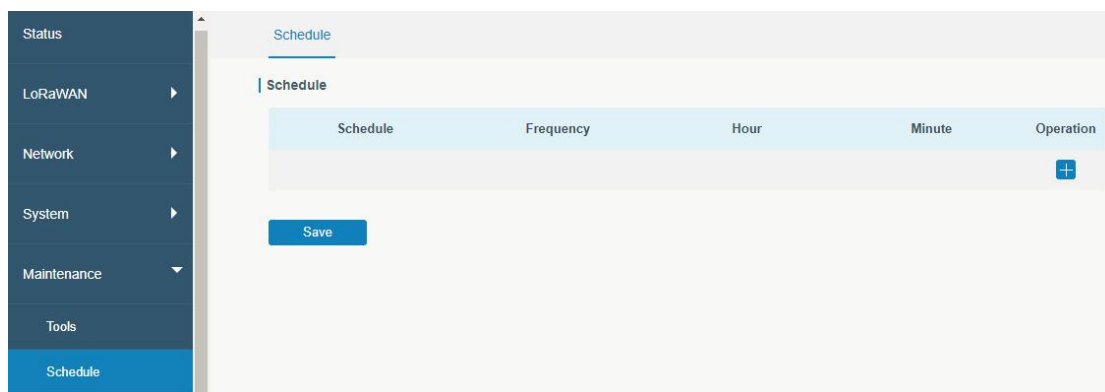 Status
LoRaWAN
Network
System
Maintenance
Tools
Schedule
Schedule
Schedule
Schedule Frequency Hour Minute Operation
Save